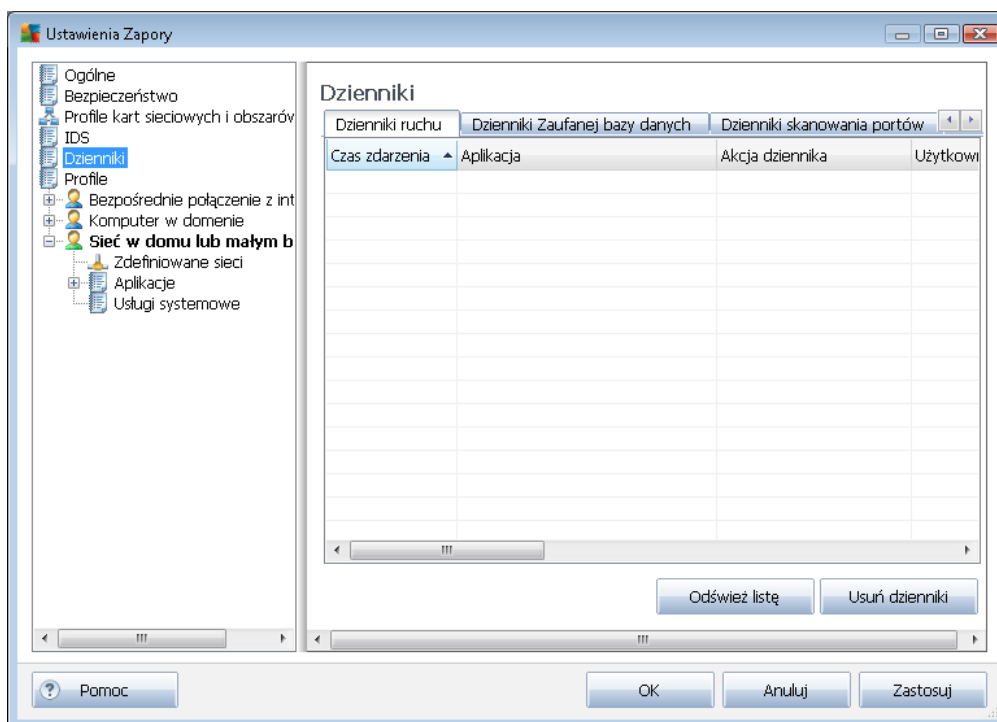 Ustawienia Zapory
Ogólne
Bezpieczeństwo
Profile kart sieciowych i obszarów
IDS
Dzienniki
Profile
Bezpośrednie połączenie z int
Komputer w domenie
Sieć w domu lub małym b
Zdefiniowane sieci
Aplikacje
Usługi systemowe
Dzienniki
Dzienniki ruchu Dzienniki Zaufanej bazy danych Dzienniki skanowania portów
Czas zdarzenia Aplikacja Akcja dziennika Użytkowi
Odśwież listę Usuń dzienniki
Pomoc OK Anuluj Zastosuj